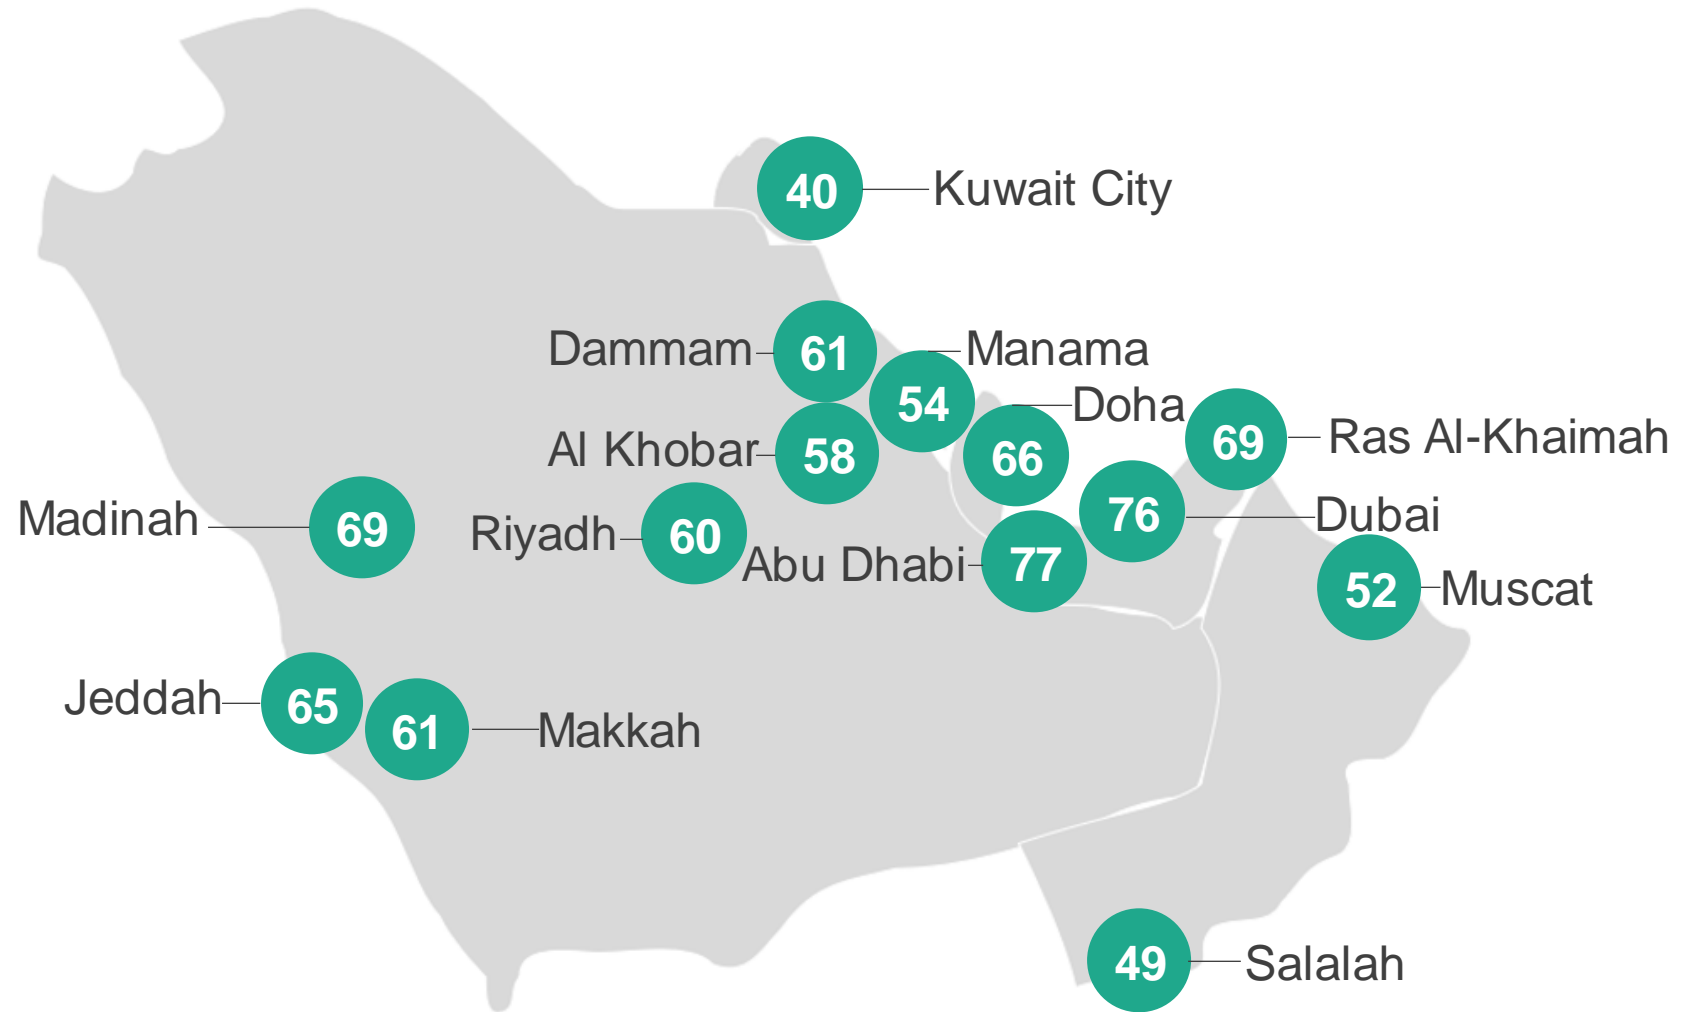 40 Kuwait City
Dammam 61
Manama
54
Doha
Al Khobar 58
66
69 Ras Al-Khaimah
Madinah 69
Riyadh 60
76 Dubai
Abu Dhabi 77
52 Muscat
Jeddah 65
61 Makkah
49 Salalah